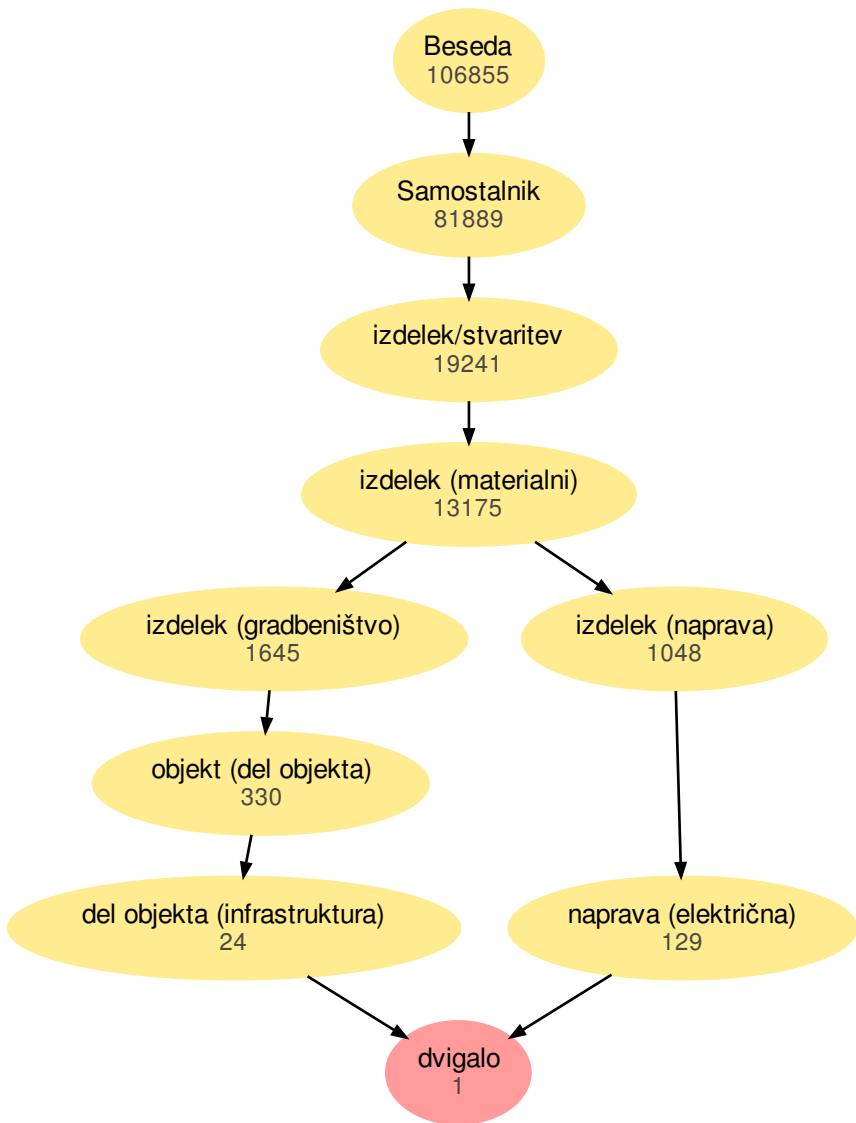 Beseda
106855
Samostalnik
81889
izdelek/stvaritev
19241
izdelek (materialni)
13175
izdelek (gradbeništvo)
1645
izdelek (naprava)
1048
objekt (del objekta)
330
del objekta (infrastruktura)
24
naprava (električna)
129
dvigalo
1